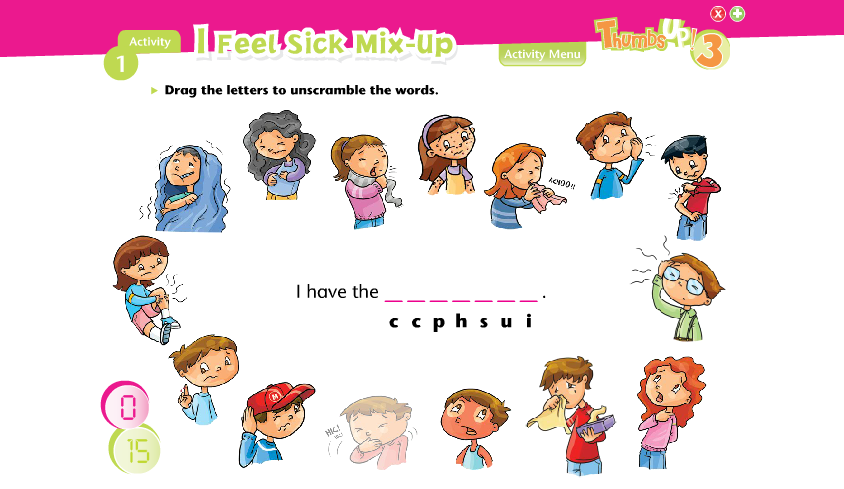 X +
Activity
1
I Feel Sick Mix-Up
Activity Menu
Thumbs Up! 3
Drag the letters to unscramble the words.
ACHOO!!
I have the _ _ _ _ _ _ _ .
c c p h s u i
0
15
HIC!